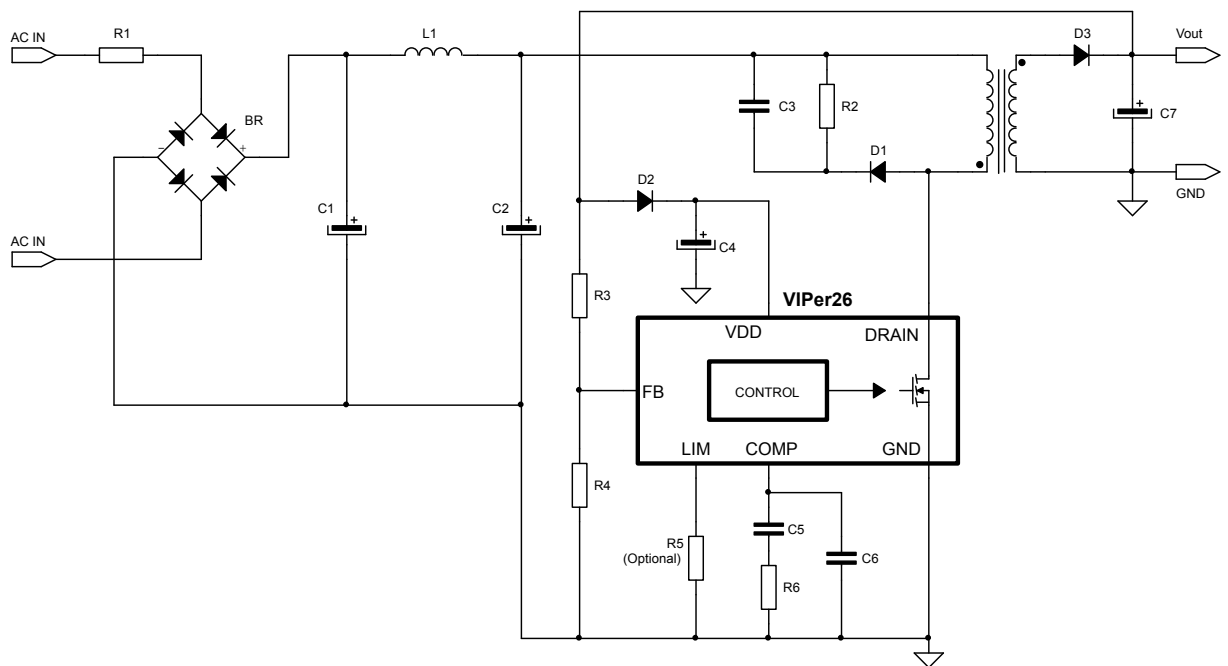 AC IN
R1
L1
D3
Vout
BR
C3
R2
C7
−
+
D1
GND
D2
C1
+
C2
+
+
C4
AC IN
R3
VIPer26
VDD
DRAIN
FB
CONTROL
LIM
COMP
GND
R4
C5
R5
(Optional)
C6
R6
+